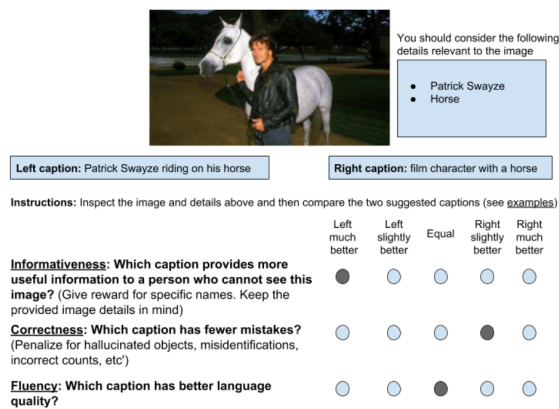 You should consider the following
details relevant to the image
● Patrick Swayze
● Horse
Left caption: Patrick Swayze riding on his horse
Right caption: film character with a horse
Instructions: Inspect the image and details above and then compare the two suggested captions (see examples)
Left much better
Left slightly better
Equal
Right slightly better
Right much better
Informativeness: Which caption provides more
useful information to a person who cannot see this
image? (Give reward for specific names. Keep the
provided image details in mind)
Correctness: Which caption has fewer mistakes?
(Penalize for hallucinated objects, misidentifications,
incorrect counts, etc')
Fluency: Which caption has better language
quality?